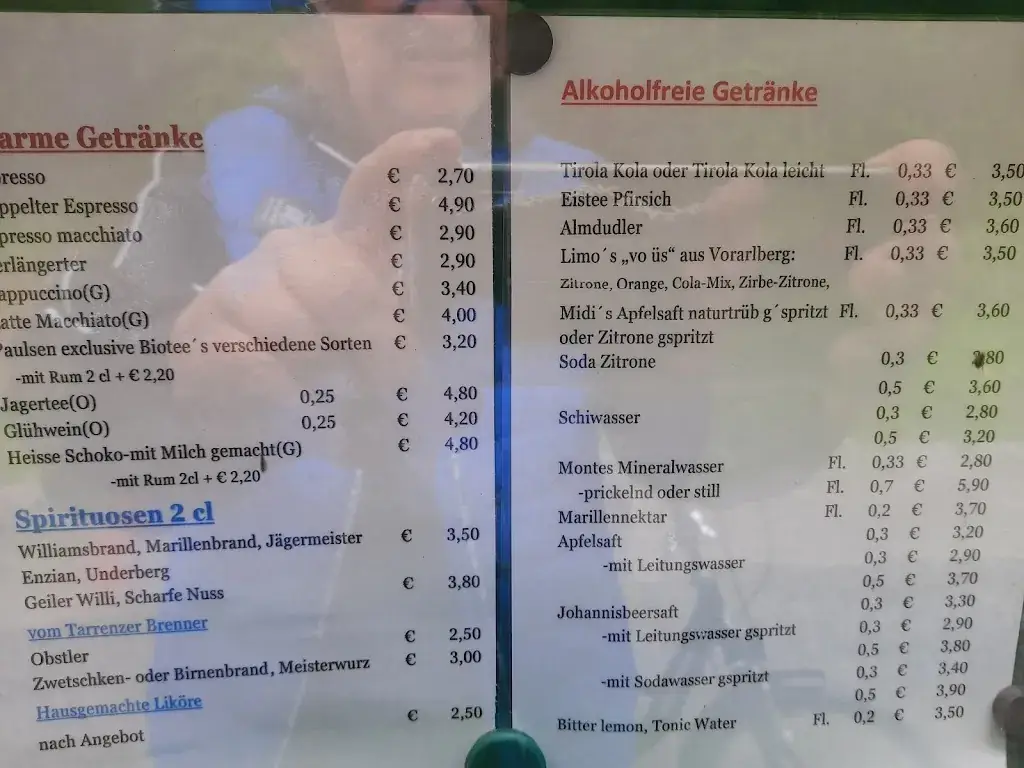 arme Getränke
resso € 2,70
ppelter Espresso € 4,90
presso macchiato € 2,90
erlängerter € 2,90
appuccino(G) € 3,40
atte Macchiato(G) € 4,00
Paulsen exclusive Biotee´s verschiedene Sorten € 3,20
-mit Rum 2 cl + € 2,20
Jagertee(O) 0,25 € 4,80
Glühwein(O) 0,25 € 4,20
Heisse Schoko-mit Milch gemacht(G) € 4,80
-mit Rum 2cl + € 2,20
Spirituosen 2 cl
Williamsbrand, Marillenbrand, Jägermeister € 3,50
Enzian, Underberg
Geiler Willi, Scharfe Nuss € 3,80
vom Tarrenzer Brenner
Obstler € 2,50
Zwetschken- oder Birnenbrand, Meisterwurz € 3,00
Hausgemachte Liköre
nach Angebot € 2,50
Alkoholfreie Getränke
Tirola Kola oder Tirola Kola leicht Fl. 0,33 € 3,50
Eistee Pfirsich Fl. 0,33 € 3,50
Almdudler Fl. 0,33 € 3,60
Limo´s „vo üs“ aus Vorarlberg: Fl. 0,33 € 3,50
Zitrone, Orange, Cola-Mix, Zirbe-Zitrone,
Midi´s Apfelsaft naturtrüb g´spritzt Fl. 0,33 € 3,60
oder Zitrone gspritzt
Soda Zitrone 0,3 € 2,80
0,5 € 3,60
Schiwasser 0,3 € 2,80
0,5 € 3,20
Montes Mineralwasser Fl. 0,33 € 2,80
-prickelnd oder still Fl. 0,7 € 5,90
Marillennektar Fl. 0,2 € 3,70
Apfelsaft 0,3 € 3,20
-mit Leitungswasser 0,3 € 2,90
0,5 € 3,70
Johannisbeersaft 0,3 € 3,30
-mit Leitungswasser gspritzt 0,3 € 2,90
0,5 € 3,80
-mit Sodawasser gspritzt 0,3 € 3,40
0,5 € 3,90
Bitter lemon, Tonic Water Fl. 0,2 € 3,50